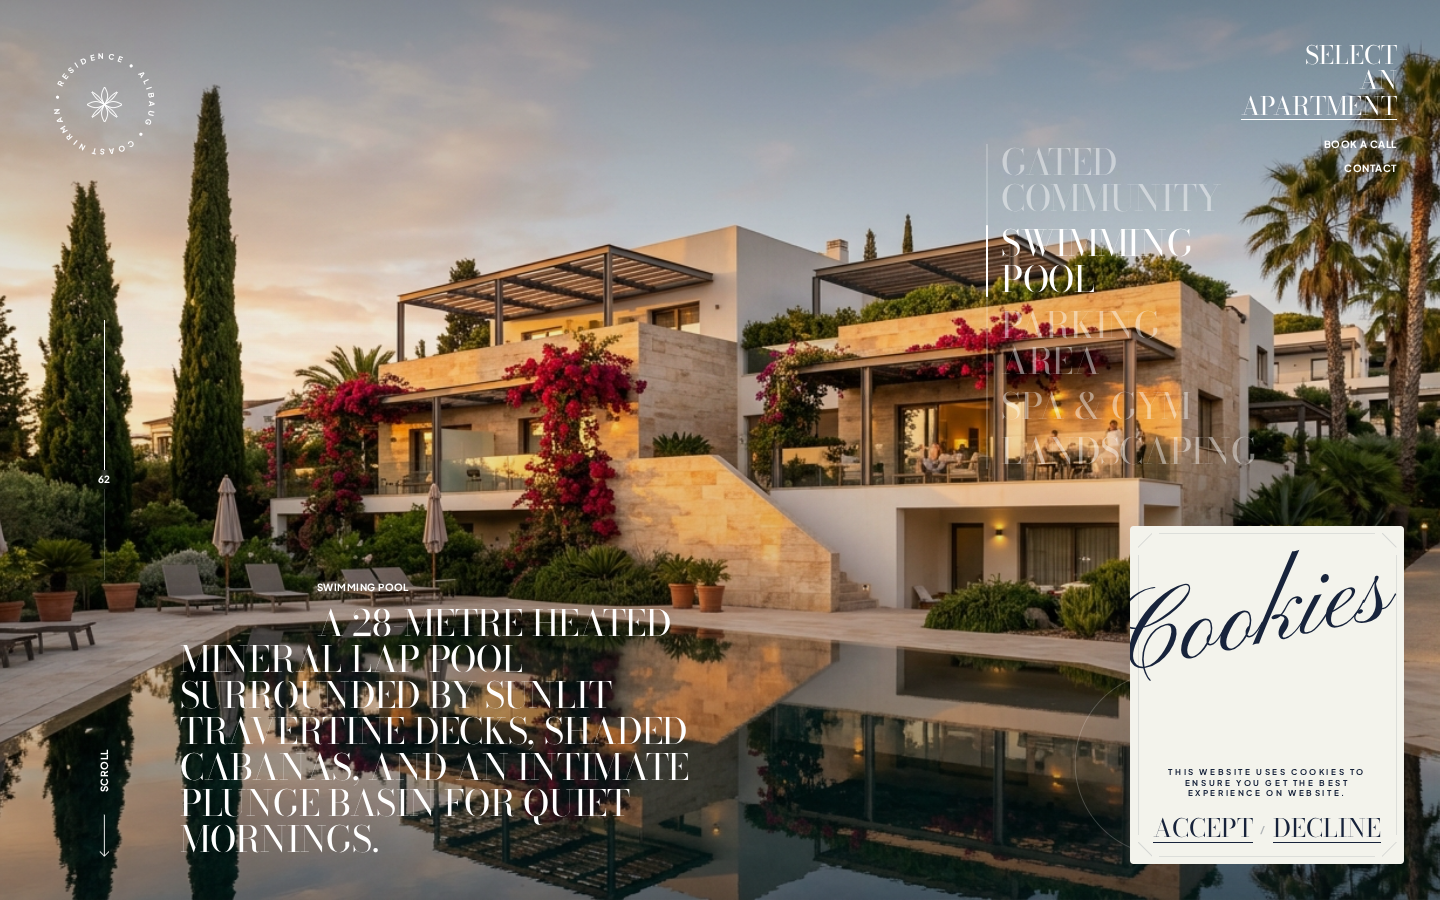 RESIDENCE • ALIBAUG • COAST NIRMAN •
SELECT
AN
APARTMENT
BOOK A CALL
CONTACT
GATED
COMMUNITY
SWIMMING
POOL
PARKING
AREA
SPA & GYM
LANDSCAPING
62
SWIMMING POOL
A 28-METRE HEATED
MINERAL LAP POOL
SURROUNDED BY SUNLIT
TRAVERTINE DECKS, SHADED
CABANAS, AND AN INTIMATE
PLUNGE BASIN FOR QUIET
MORNINGS.
SCROLL
Cookies
THIS WEBSITE USES COOKIES TO
ENSURE YOU GET THE BEST
EXPERIENCE ON WEBSITE.
ACCEPT / DECLINE